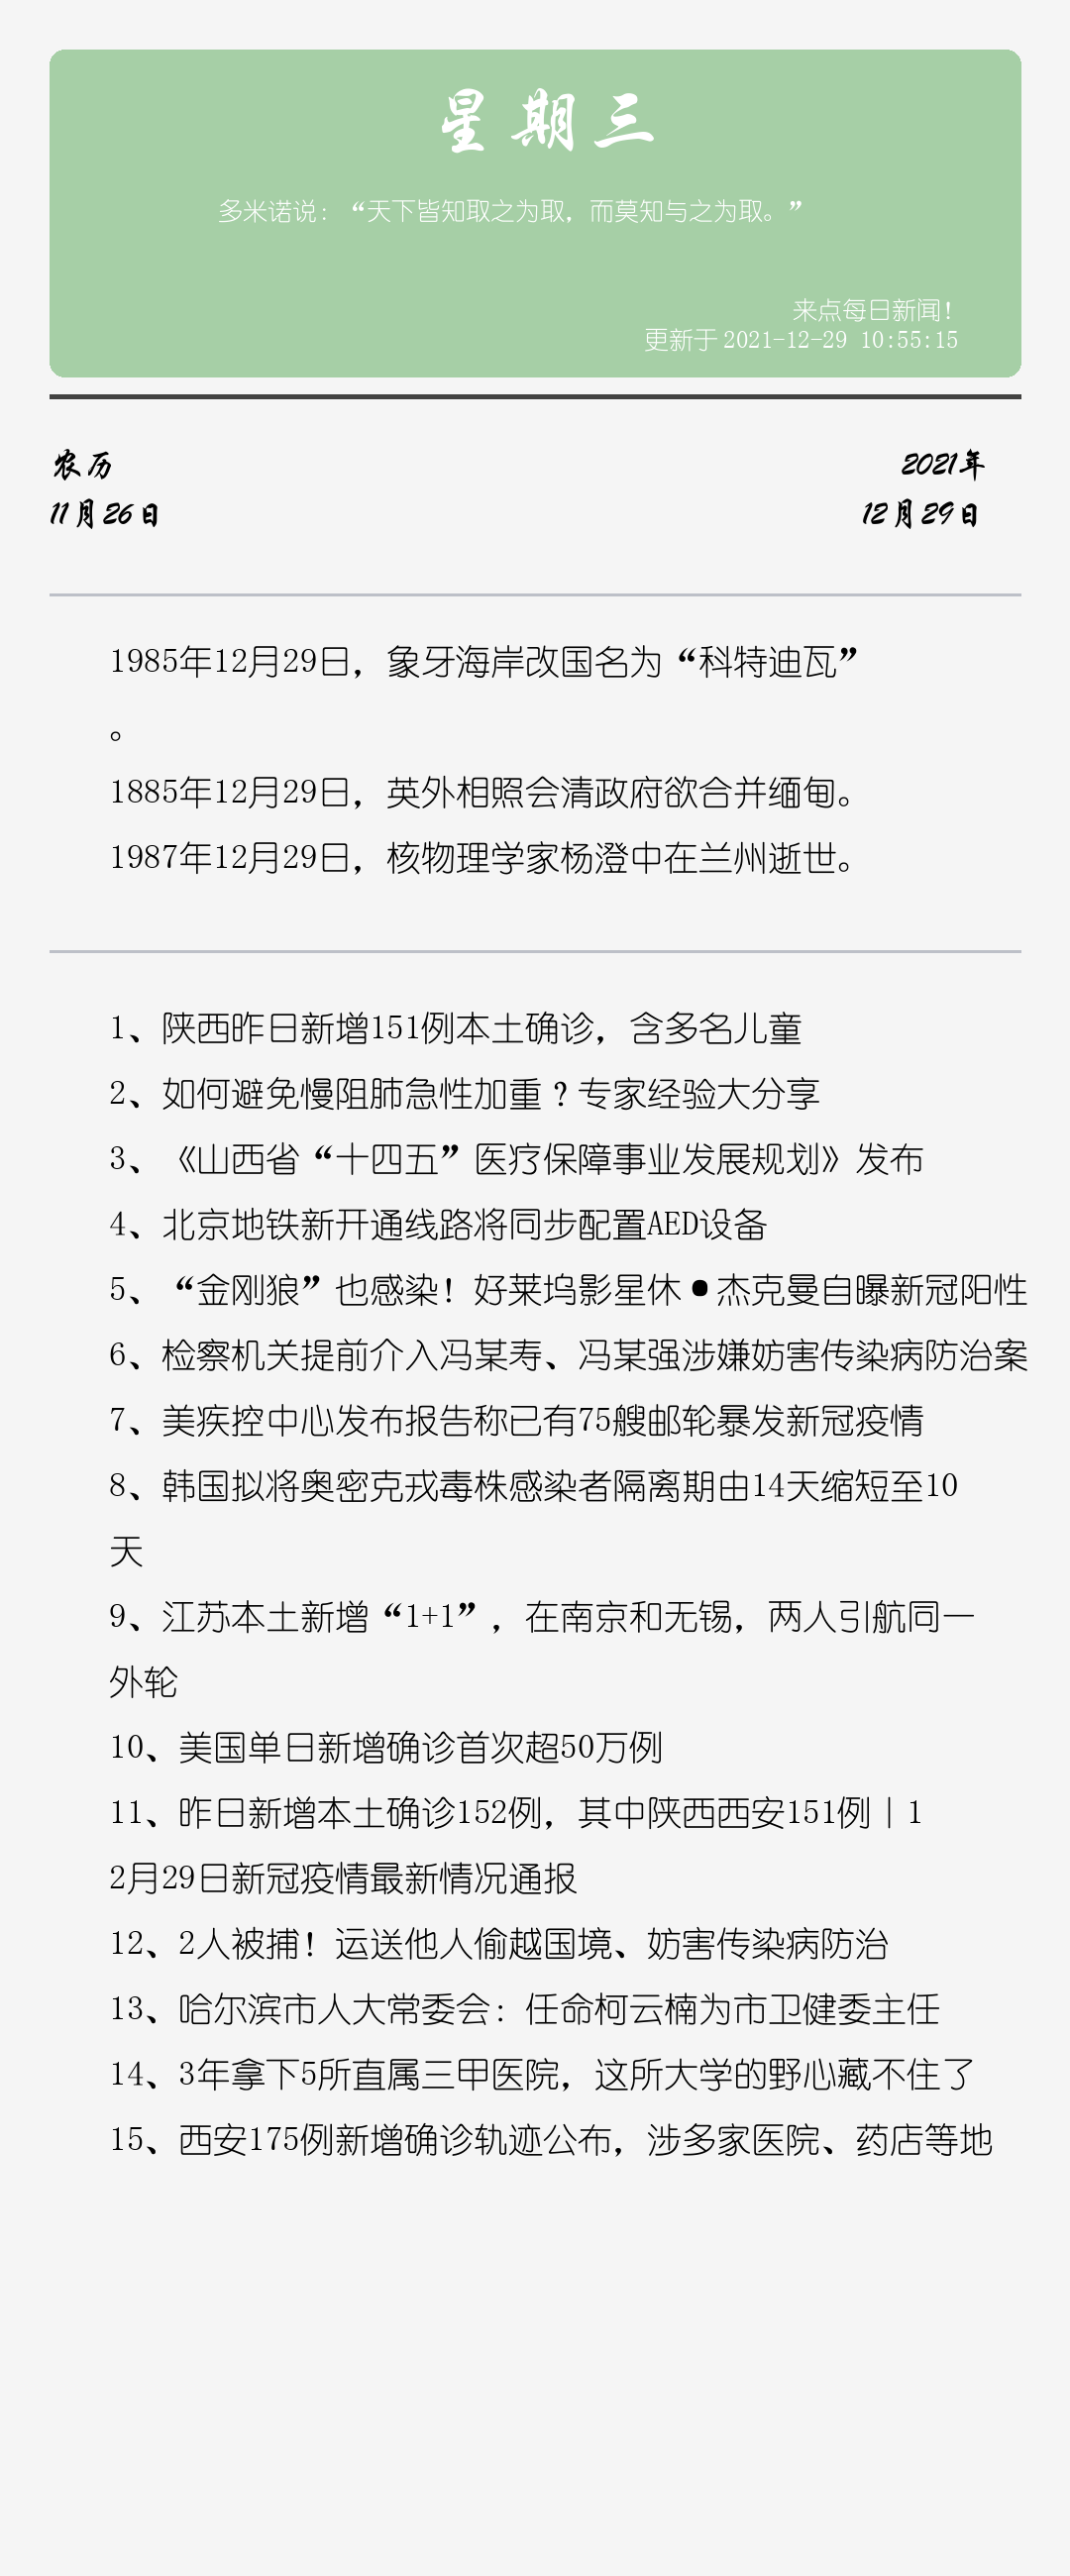 星期三
多米诺说：“天下皆知取之为取，而莫知与之为取。”
来点每日新闻！
更新于 2021-12-29 10:55:15
农历
2021年
11月26日
12月29日
1985年12月29日，象牙海岸改国名为“科特迪瓦”
。
1885年12月29日，英外相照会清政府欲合并缅甸。
1987年12月29日，核物理学家杨澄中在兰州逝世。
1、陕西昨日新增151例本土确诊，含多名儿童
2、如何避免慢阻肺急性加重？专家经验大分享
3、《山西省“十四五”医疗保障事业发展规划》发布
4、北京地铁新开通线路将同步配置AED设备
5、“金刚狼”也感染！好莱坞影星休•杰克曼自曝新冠阳性
6、检察机关提前介入冯某寿、冯某强涉嫌妨害传染病防治案
7、美疾控中心发布报告称已有75艘邮轮暴发新冠疫情
8、韩国拟将奥密克戎毒株感染者隔离期由14天缩短至10
天
9、江苏本土新增“1+1”，在南京和无锡，两人引航同一
外轮
10、美国单日新增确诊首次超50万例
11、昨日新增本土确诊152例，其中陕西西安151例｜1
2月29日新冠疫情最新情况通报
12、2人被捕！运送他人偷越国境、妨害传染病防治
13、哈尔滨市人大常委会：任命柯云楠为市卫健委主任
14、3年拿下5所直属三甲医院，这所大学的野心藏不住了
15、西安175例新增确诊轨迹公布，涉多家医院、药店等地